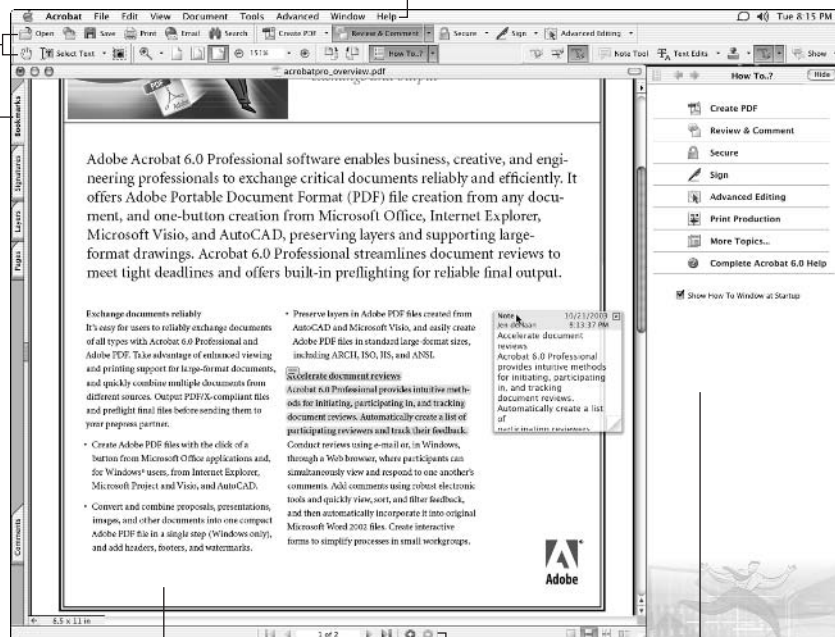 Acrobat File Edit View Document Tools Advanced Window Help Tue 8:15 PM
Open Save Print Email Search Create PDF Review & Comment Secure Sign Advanced Editing
Select Text 151% How To..? Note Tool Text Edits Show
acrobatpro_overview.pdf
How To..? Hide
Bookmarks
Signatures
Layers
Pages
Comments
PDF
Adobe
Adobe Acrobat 6.0 Professional software enables business, creative, and engi-
neering professionals to exchange critical documents reliably and efficiently. It
offers Adobe Portable Document Format (PDF) file creation from any docu-
ment, and one-button creation from Microsoft Office, Internet Explorer,
Microsoft Visio, and AutoCAD, preserving layers and supporting large-
format drawings. Acrobat 6.0 Professional streamlines document reviews to
meet tight deadlines and offers built-in preflighting for reliable final output.
Exchange documents reliably
It's easy for users to reliably exchange documents
of all types with Acrobat 6.0 Professional and
Adobe PDF. Take advantage of enhanced viewing
and printing support for large-format documents,
and quickly combine multiple documents from
different sources. Output PDF/X-compliant files
and preflight final files before sending them to
your prepress partner.
• Create Adobe PDF files with the click of a
button from Microsoft Office applications and,
for Windows® users, from Internet Explorer,
Microsoft Project and Visio, and AutoCAD.
• Convert and combine proposals, presentations,
images, and other documents into one compact
Adobe PDF file in a single step (Windows only),
and add headers, footers, and watermarks.
• Preserve layers in Adobe PDF files created from
AutoCAD and Microsoft Visio, and easily create
Adobe PDF files in standard large-format sizes,
including ARCH, ISO, JIS, and ANSI.
Accelerate document reviews
Acrobat 6.0 Professional provides intuitive meth-
ods for initiating, participating in, and tracking
document reviews. Automatically create a list of
participating reviewers and track their feedback.
Conduct reviews using e-mail or, in Windows,
through a Web browser, where participants can
simultaneously view and respond to one another's
comments. Add comments using robust electronic
tools and quickly view, sort, and filter feedback,
and then automatically incorporate it into original
Microsoft Word 2002 files. Create interactive
forms to simplify processes in small workgroups.
Note 10/21/2003
Jen deHaan 9:13:37 PM
Accelerate document
reviews
Acrobat 6.0 Professional
provides intuitive methods
for initiating, participating
in, and tracking
document reviews.
Automatically create a list
of
participating reviewers
Adobe
Create PDF
Review & Comment
Secure
Sign
Advanced Editing
Print Production
More Topics...
Complete Acrobat 6.0 Help
Show How To Window at Startup
8.5 x 11 in
1 of 2